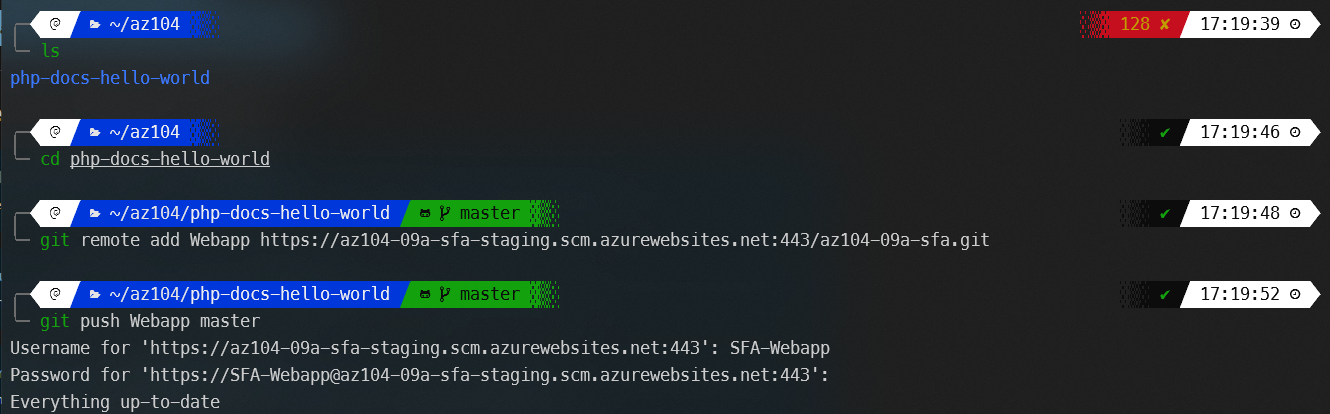 ~/az104 128 ✘ 17:19:39
ls
php-docs-hello-world
~/az104 ✔ 17:19:46
cd php-docs-hello-world
~/az104/php-docs-hello-world master ✔ 17:19:48
git remote add Webapp https://az104-09a-sfa-staging.scm.azurewebsites.net:443/az104-09a-sfa.git
~/az104/php-docs-hello-world master ✔ 17:19:52
git push Webapp master
Username for 'https://az104-09a-sfa-staging.scm.azurewebsites.net:443': SFA-Webapp
Password for 'https://SFA-Webapp@az104-09a-sfa-staging.scm.azurewebsites.net:443':
Everything up-to-date